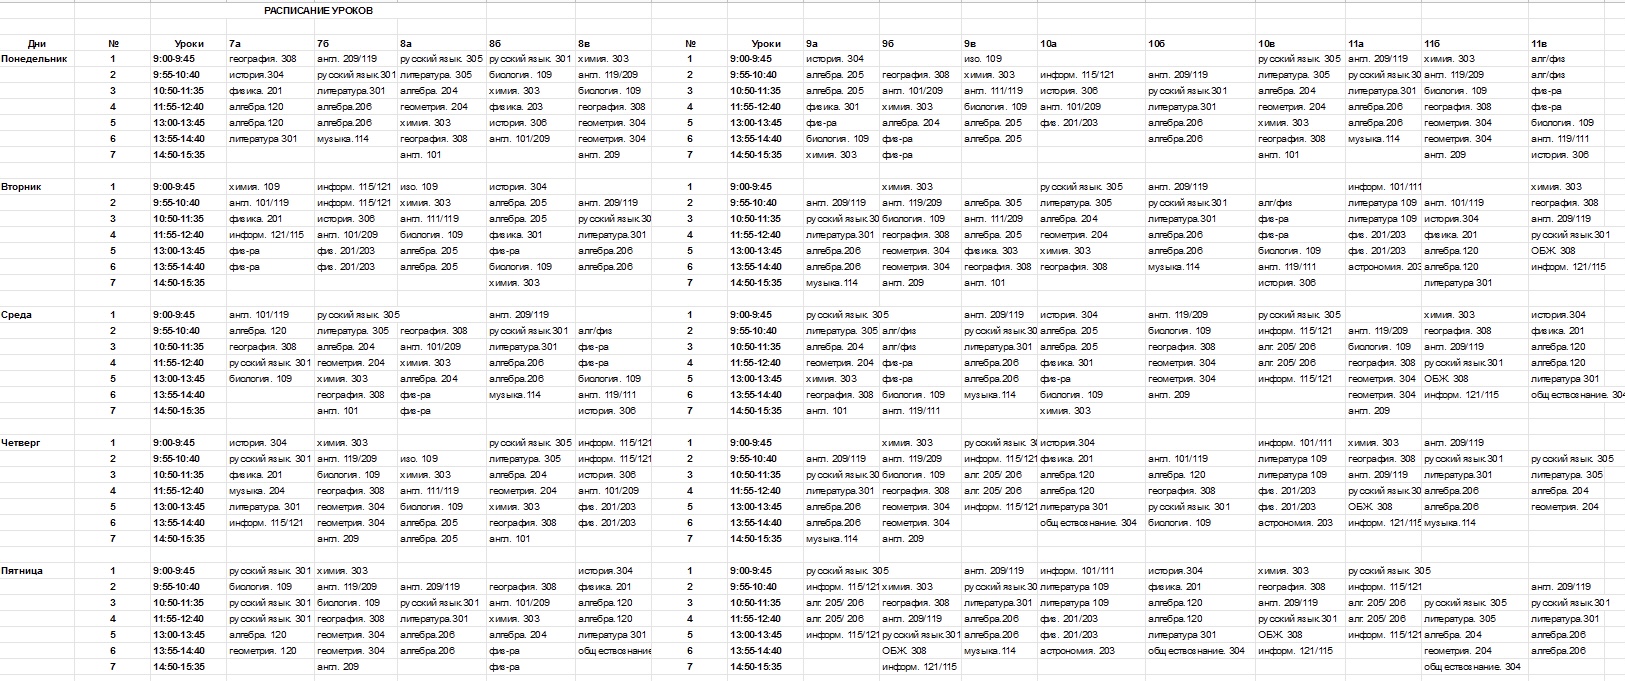 РАСПИСАНИЕ УРОКОВ
Дни № Уроки 7а 7б 8а 8б 8в № Уроки 9а 9б 9в 10а 10б 10в 11а 11б 11в
Понедельник 1 9:00-9:45 география. 308 англ. 209/119 русский язык. 305 русский язык. 301 химия. 303 1 9:00-9:45 история. 304 изо. 109 русский язык. 305 англ. 209/119 химия. 303 алг/физ
2 9:55-10:40 история.304 русский язык.301 литература. 305 биология. 109 англ. 119/209 2 9:55-10:40 алгебра. 205 география. 308 химия. 303 информ. 115/121 англ. 209/119 литература. 305 русский язык.30 англ. 119/209 алг/физ
3 10:50-11:35 физика. 201 литература.301 алгебра. 204 химия. 303 биология. 109 3 10:50-11:35 алгебра. 205 англ. 101/209 англ. 111/119 история. 306 русский язык.301 алгебра. 204 литература.301 биология. 109 физ-ра
4 11:55-12:40 алгебра.120 алгебра.206 геометрия. 204 физика. 203 география. 308 4 11:55-12:40 физика. 301 химия. 303 биология. 109 англ. 101/209 литература.301 геометрия. 204 алгебра.206 география. 308 физ-ра
5 13:00-13:45 алгебра.120 алгебра.206 химия. 303 история. 306 геометрия. 304 5 13:00-13:45 физ-ра алгебра. 204 алгебра. 205 физ. 201/203 алгебра.206 химия. 303 алгебра.206 геометрия. 304 биология. 109
6 13:55-14:40 литература 301 музыка.114 география. 308 англ. 101/209 геометрия. 304 6 13:55-14:40 биология. 109 физ-ра алгебра. 205 алгебра.206 география. 308 музыка.114 геометрия. 304 англ. 119/111
7 14:50-15:35 англ. 101 англ. 209 7 14:50-15:35 химия. 303 физ-ра англ. 101 англ. 209 история. 306
Вторник 1 9:00-9:45 химия. 109 информ. 115/121 изо. 109 история. 304 1 9:00-9:45 химия. 303 русский язык. 305 англ. 209/119 информ. 101/111 химия. 303
2 9:55-10:40 англ. 101/119 информ. 115/121 химия. 303 алгебра. 205 англ. 209/119 2 9:55-10:40 англ. 209/119 англ. 119/209 алгебра. 205 литература. 305 русский язык.301 алг/физ литература 109 англ. 101/119 география. 308
3 10:50-11:35 физика. 201 история. 306 англ. 111/119 алгебра. 205 русский язык.30 3 10:50-11:35 русский язык.30 биология. 109 англ. 111/209 алгебра. 204 литература.301 физ-ра литература 109 история.304 англ. 209/119
4 11:55-12:40 информ. 121/115 англ. 101/209 биология. 109 физика. 301 литература.301 4 11:55-12:40 литература.301 география. 308 алгебра. 205 геометрия. 204 алгебра.206 физ-ра физ. 201/203 физика. 201 русский язык.301
5 13:00-13:45 физ-ра физ. 201/203 алгебра. 205 физ-ра алгебра.206 5 13:00-13:45 алгебра.206 геометрия. 304 физика. 303 химия. 303 алгебра.206 биология. 109 физ. 201/203 алгебра.120 ОБЖ. 308
6 13:55-14:40 физ-ра физ. 201/203 алгебра. 205 биология. 109 алгебра.206 6 13:55-14:40 алгебра.206 геометрия. 304 география. 308 география. 308 музыка.114 англ. 119/111 астрономия. 203 алгебра.120 информ. 121/115
7 14:50-15:35 химия. 303 7 14:50-15:35 музыка.114 англ. 209 англ. 101 история. 306 литература 301
Среда 1 9:00-9:45 англ. 101/119 русский язык. 305 англ. 209/119 1 9:00-9:45 русский язык. 305 англ. 209/119 история. 304 англ. 119/209 русский язык. 305 химия. 303 история.304
2 9:55-10:40 алгебра. 120 литература. 305 география. 308 русский язык.301 алг/физ 2 9:55-10:40 литература. 305 алг/физ русский язык.30 алгебра. 205 биология. 109 информ. 115/121 англ. 119/209 география. 308 физика. 201
3 10:50-11:35 география. 308 алгебра. 204 англ. 101/209 литература.301 физ-ра 3 10:50-11:35 алгебра. 204 алг/физ литература.301 алгебра. 205 география. 308 алг. 205/ 206 биология. 109 англ. 209/119 алгебра.120
4 11:55-12:40 русский язык. 301 геометрия. 204 химия. 303 алгебра.206 физ-ра 4 11:55-12:40 геометрия. 204 физ-ра алгебра.206 физика. 301 геометрия. 304 алг. 205/ 206 география. 308 русский язык.301 алгебра.120
5 13:00-13:45 биология. 109 химия. 303 алгебра. 204 алгебра.206 биология. 109 5 13:00-13:45 химия. 303 физ-ра алгебра.206 физ-ра геометрия. 304 информ. 115/121 геометрия. 304 ОБЖ. 308 литература 301
6 13:55-14:40 география. 308 физ-ра музыка.114 англ. 119/111 6 13:55-14:40 география. 308 биология. 109 музыка.114 биология. 109 англ. 209 геометрия. 304 информ. 121/115 обществознание. 304
7 14:50-15:35 англ. 101 физ-ра история. 306 7 14:50-15:35 англ. 101 англ. 119/111 химия. 303 англ. 209
Четверг 1 9:00-9:45 история. 304 химия. 303 русский язык. 305 информ. 115/121 1 9:00-9:45 химия. 303 русский язык. 3 история.304 информ. 101/111 химия. 303 англ. 209/119
2 9:55-10:40 русский язык. 301 англ. 119/209 изо. 109 литература. 305 информ. 115/121 2 9:55-10:40 англ. 209/119 англ. 119/209 информ. 115/121 физика. 201 англ. 101/119 литература 109 география. 308 русский язык.301 русский язык. 305
3 10:50-11:35 физика. 201 биология. 109 химия. 303 алгебра. 204 история. 306 3 10:50-11:35 русский язык.30 биология. 109 алг. 205/ 206 алгебра.120 алгебра. 120 литература 109 англ. 209/119 литература.301 литература. 305
4 11:55-12:40 музыка. 204 география. 308 англ. 111/119 геометрия. 204 англ. 101/209 4 11:55-12:40 литература.301 география. 308 алг. 205/ 206 алгебра.120 география. 308 физ. 201/203 русский язык.30 алгебра.206 алгебра. 204
5 13:00-13:45 литература. 301 геометрия. 304 биология. 109 химия. 303 физ. 201/203 5 13:00-13:45 алгебра.206 геометрия. 304 информ. 115/121 литература 301 русский язык. 301 физ. 201/203 ОБЖ. 308 алгебра.206 геометрия. 204
6 13:55-14:40 информ. 115/121 геометрия. 304 алгебра. 205 география. 308 физ. 201/203 6 13:55-14:40 алгебра.206 геометрия. 304 обществознание. 304 биология. 109 астрономия. 203 информ. 121/115 музыка.114
7 14:50-15:35 англ. 209 алгебра. 205 англ. 101 7 14:50-15:35 музыка.114 англ. 209
Пятница 1 9:00-9:45 русский язык. 301 химия. 303 история.304 1 9:00-9:45 русский язык. 305 англ. 209/119 информ. 101/111 история.304 химия. 303 русский язык. 305
2 9:55-10:40 биология. 109 англ. 119/209 англ. 209/119 география. 308 физика. 201 2 9:55-10:40 информ. 115/121 химия. 303 русский язык.30 литература 109 физика. 201 география. 308 информ. 115/121 англ. 209/119
3 10:50-11:35 русский язык. 301 биология. 109 русский язык.301 англ. 101/209 алгебра.120 3 10:50-11:35 алг. 205/ 206 география. 308 литература.301 литература 109 алгебра.120 англ. 209/119 алг. 205/ 206 русский язык. 305 русский язык.301
4 11:55-12:40 русский язык. 301 география. 308 литература.301 химия. 303 алгебра.120 4 11:55-12:40 алг. 205/ 206 англ. 209/119 алгебра.206 физ. 201/203 алгебра.120 русский язык.301 алг. 205/ 206 литература. 305 литература.301
5 13:00-13:45 алгебра. 120 геометрия. 304 алгебра.206 алгебра. 204 литература 301 5 13:00-13:45 информ. 115/121 русский язык.301 алгебра.206 физ. 201/203 литература 301 ОБЖ. 308 информ. 115/121 алгебра. 204 алгебра.206
6 13:55-14:40 геометрия. 120 геометрия. 304 алгебра.206 физ-ра обществознание 6 13:55-14:40 ОБЖ. 308 музыка.114 астрономия. 203 обществознание. 304 информ. 121/115 геометрия. 204 алгебра.206
7 14:50-15:35 англ. 209 физ-ра 7 14:50-15:35 информ. 121/115 обществознание. 304